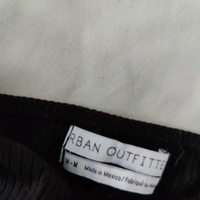 RBAN OUTFITTE
M - M
Made in Mexico / Fabriqué au